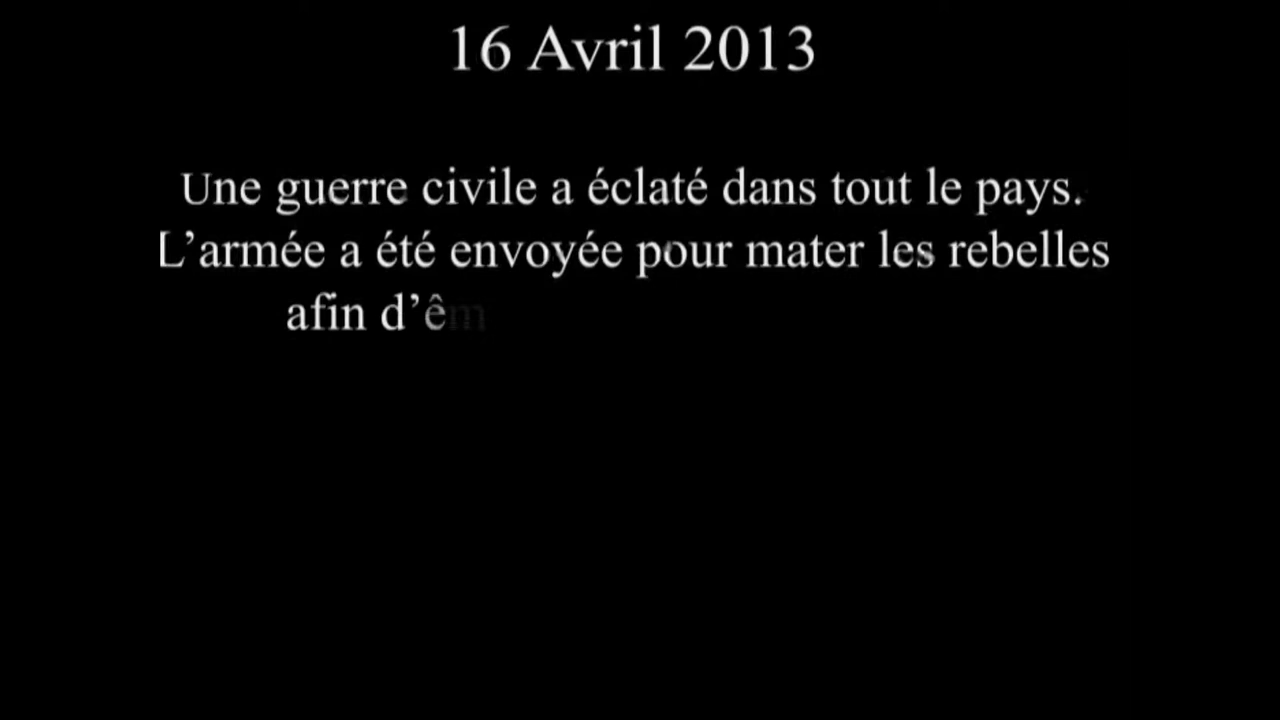 16 Avril 2013
Une guerre civile a éclaté dans tout le pays.
L’armée a été envoyée pour mater les rebelles
afin d’êm